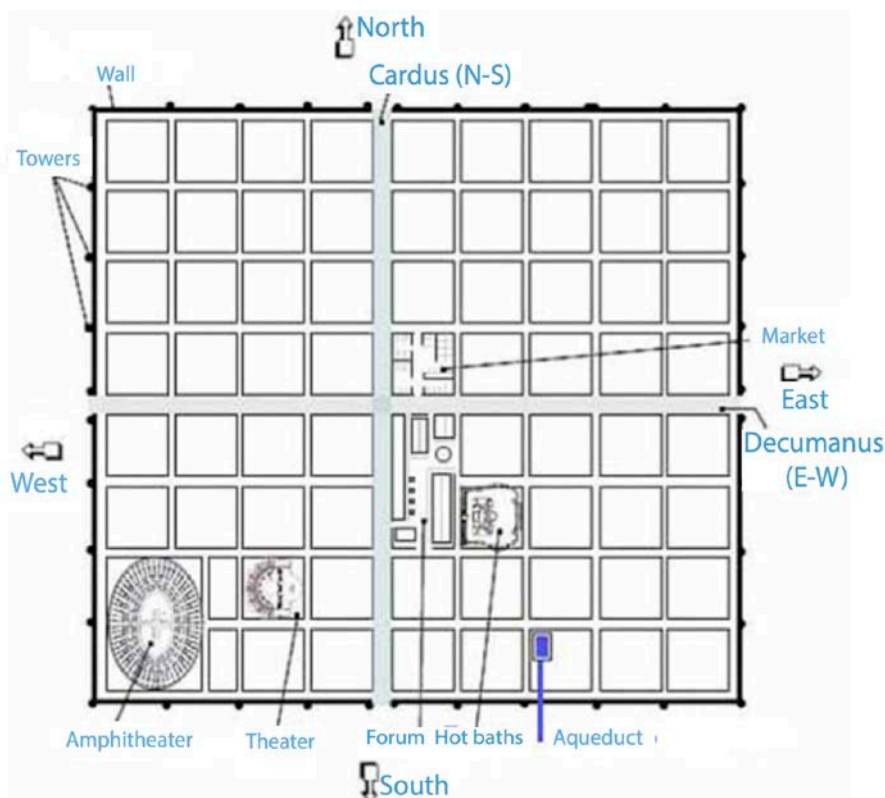 North
Cardus (N-S)
Wall
Towers
Market
East
Decumanus
(E-W)
West
Amphitheater
Theater
Forum
Hot baths
Aqueduct
South